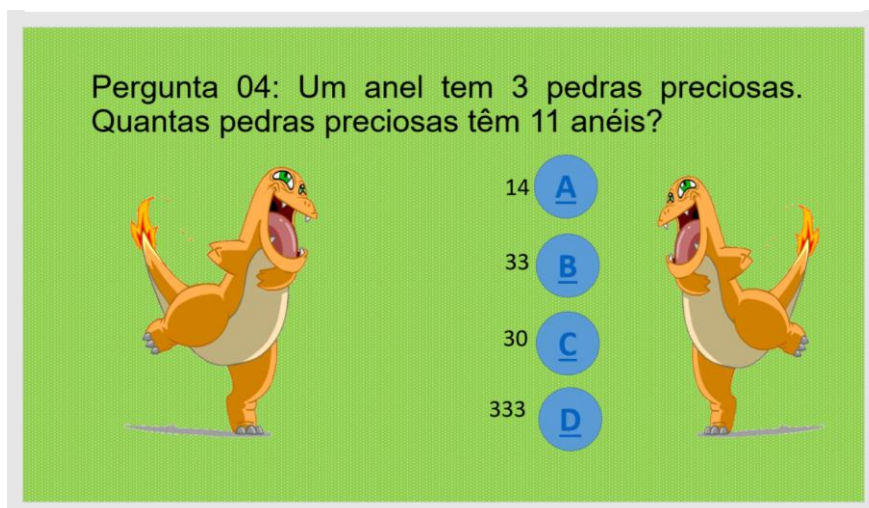 Pergunta 04: Um anel tem 3 pedras preciosas.
Quantas pedras preciosas têm 11 anéis?
14 A
33 B
30 C
333 D